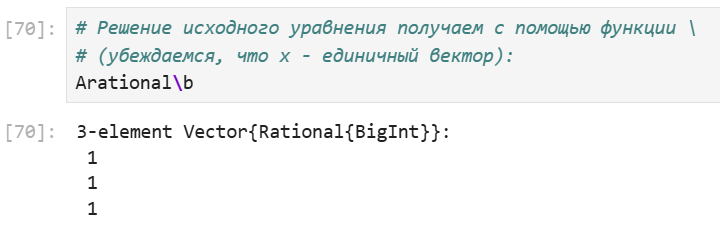 [70]: # Решение исходного уравнения получаем с помощью функции \
# (убеждаемся, что x - единичный вектор):
Arational\b
[70]: 3-element Vector{Rational{BigInt}}:
1
1
1